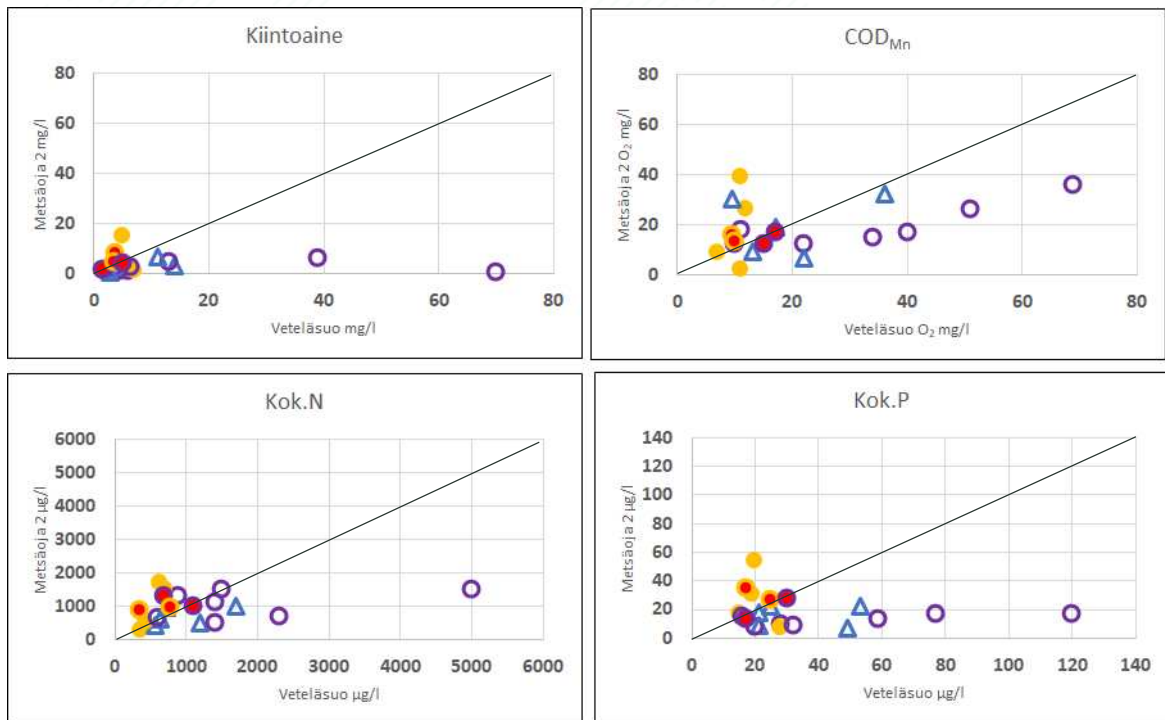 Kiintoaine
80
60
40
20
0
0 20 40 60 80
Metsäoja 2 mg/l
Veteläsuo mg/l
COD Mn
80
60
40
20
0
0 20 40 60 80
Metsäoja 2 O₂ mg/l
Veteläsuo O₂ mg/l
Kok.N
6000
5000
4000
3000
2000
1000
0
0 1000 2000 3000 4000 5000 6000
Metsäoja 2 µg/l
Veteläsuo µg/l
Kok.P
140
120
100
80
60
40
20
0
0 20 40 60 80 100 120 140
Metsäoja 2 µg/l
Veteläsuo µg/l